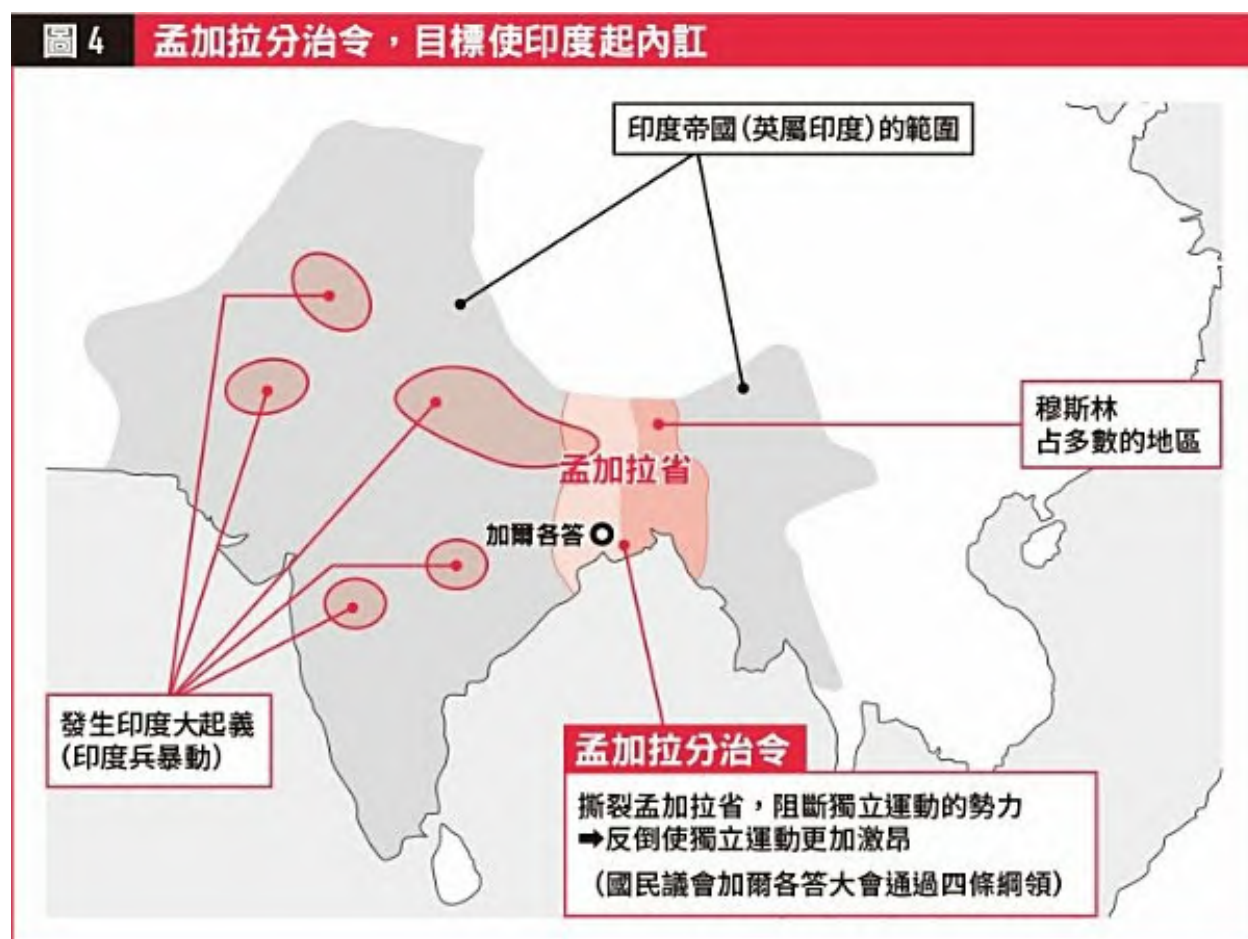 圖4 孟加拉分治令，目標使印度起內訌
印度帝國(英屬印度)的範圍
穆斯林
占多數的地區
孟加拉省
加爾各答
發生印度大起義
(印度兵暴動)
孟加拉分治令
撕裂孟加拉省，阻斷獨立運動的勢力
➡反倒使獨立運動更加激昂
(國民議會加爾各答大會通過四條綱領)